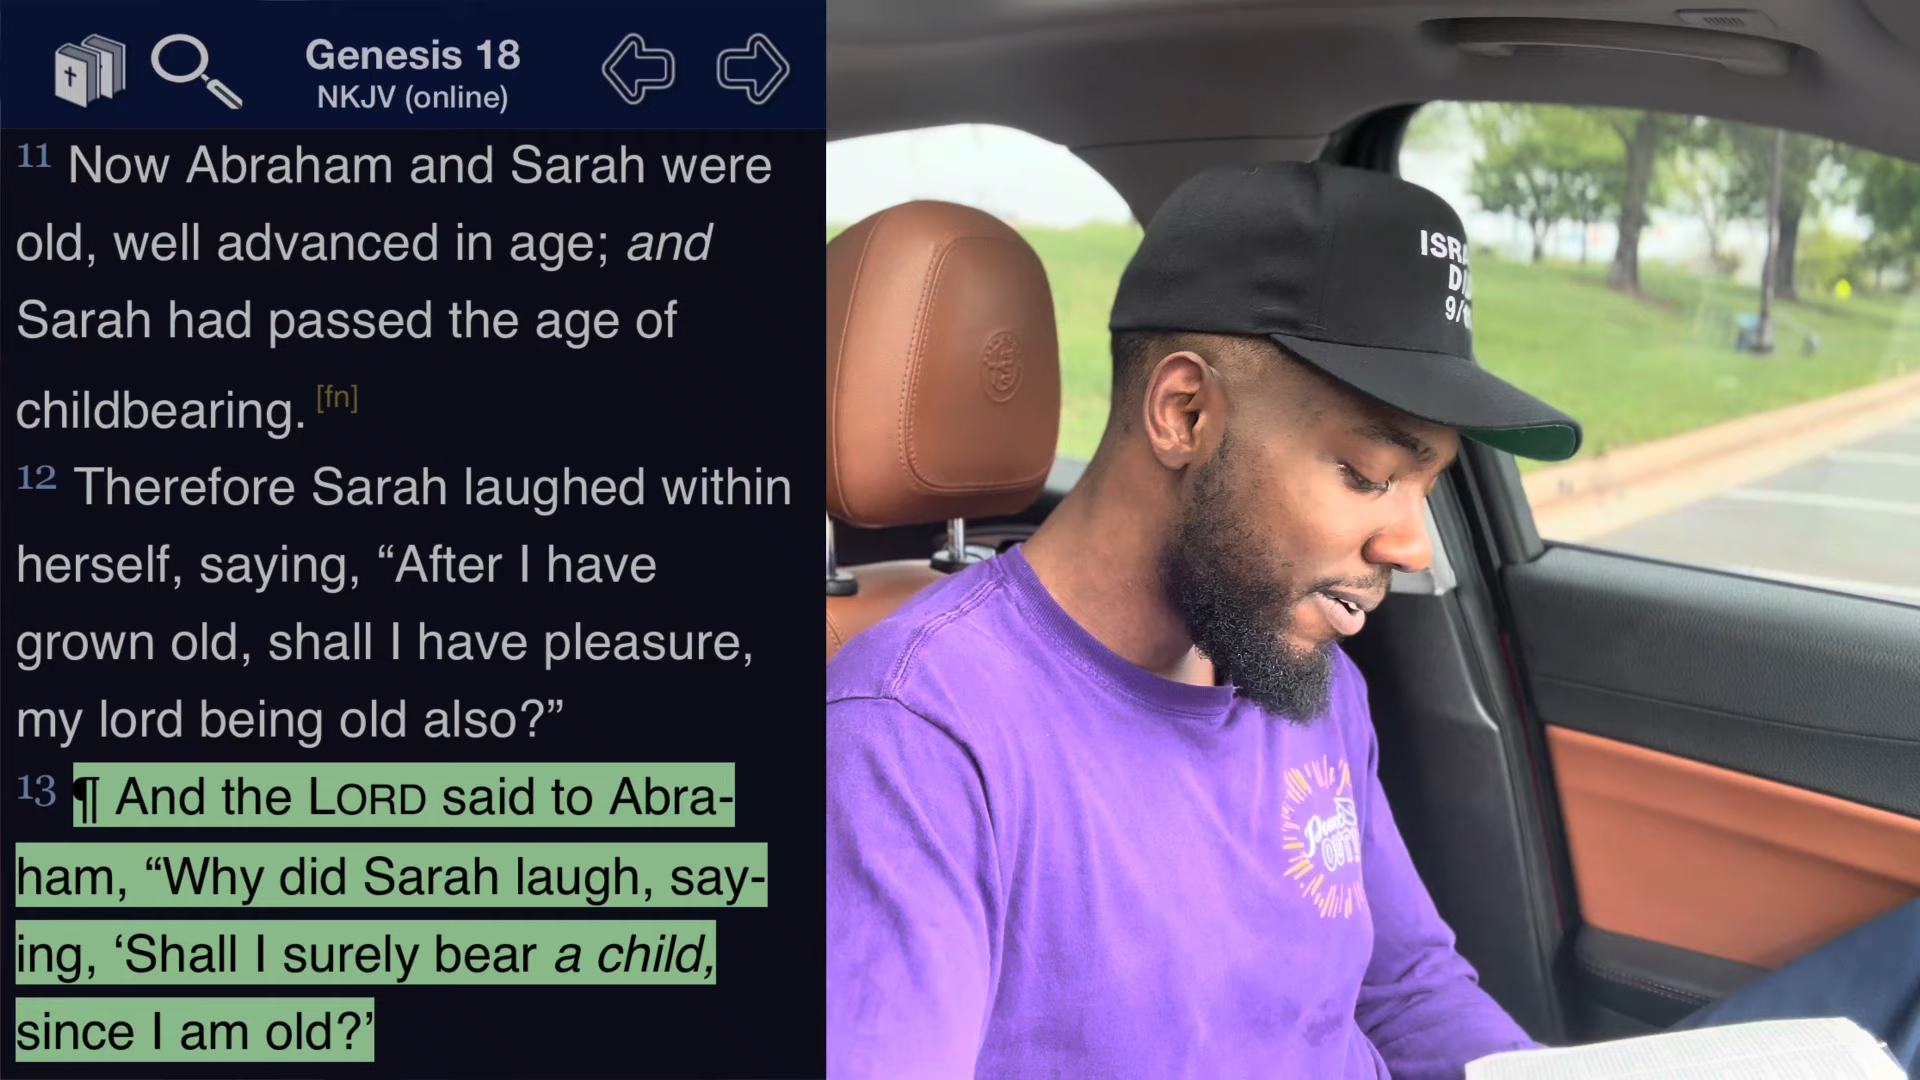 Genesis 18
NKJV (online)
11 Now Abraham and Sarah were
old, well advanced in age; and
Sarah had passed the age of
childbearing. [fn]
12 Therefore Sarah laughed within
herself, saying, “After I have
grown old, shall I have pleasure,
my lord being old also?”
13 ¶ And the LORD said to Abra-
ham, “Why did Sarah laugh, say-
ing, ‘Shall I surely bear a child,
since I am old?’
OUT!